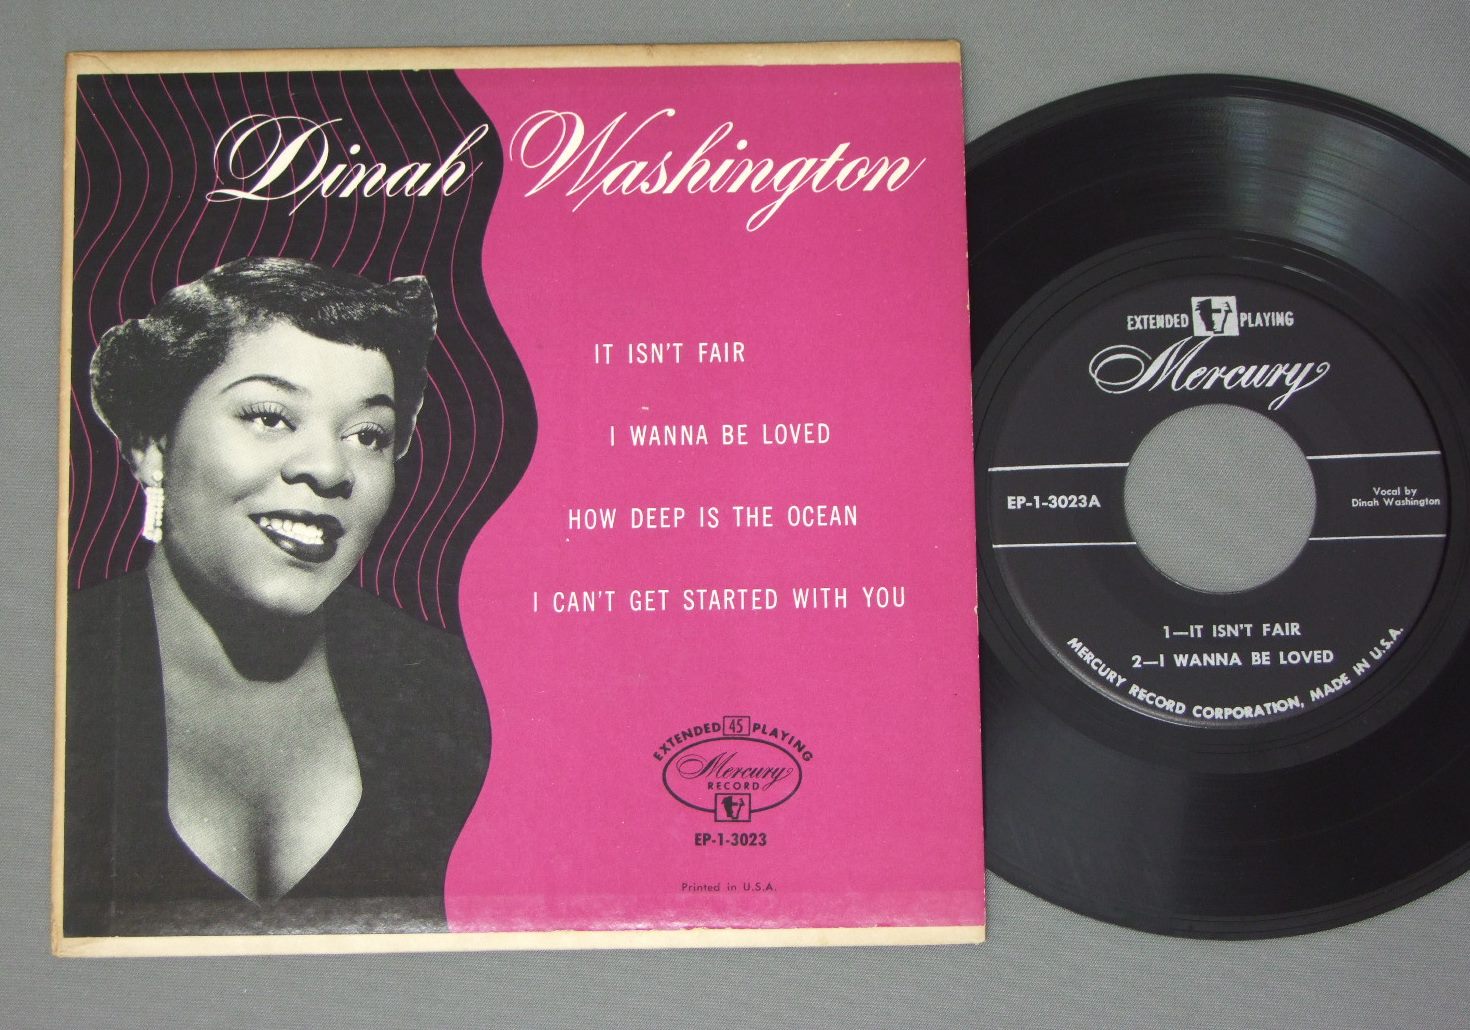 Dinah Washington
IT ISN'T FAIR
I WANNA BE LOVED
HOW DEEP IS THE OCEAN
I CAN'T GET STARTED WITH YOU
EXTENDED 45 PLAYING
Mercury
RECORD
EP-1-3023
Printed in U.S.A.
EXTENDED PLAYING
Mercury
EP-1-3023A
Vocal by
Dinah Washington
1—IT ISN'T FAIR
2—I WANNA BE LOVED
MERCURY RECORD CORPORATION, MADE IN U.S.A.